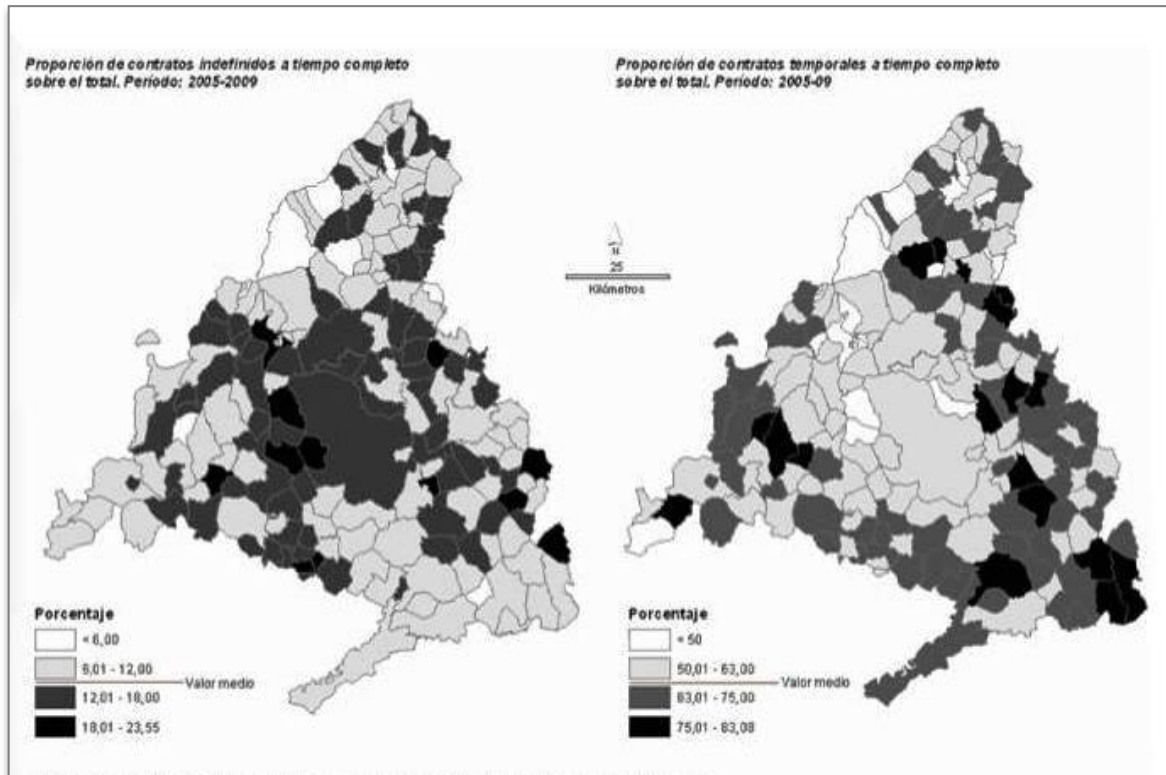 Proporción de contratos indefinidos a tiempo completo
sobre el total. Período: 2005-2009
Proporción de contratos temporales a tiempo completo
sobre el total. Período: 2005-09
N
25
Kilómetros
Porcentaje
< 6,00
6,01 - 12,00
Valor medio
12,01 - 18,00
18,01 - 23,55
Porcentaje
< 50
50,01 - 63,00
Valor medio
63,01 - 75,00
75,01 - 83,08